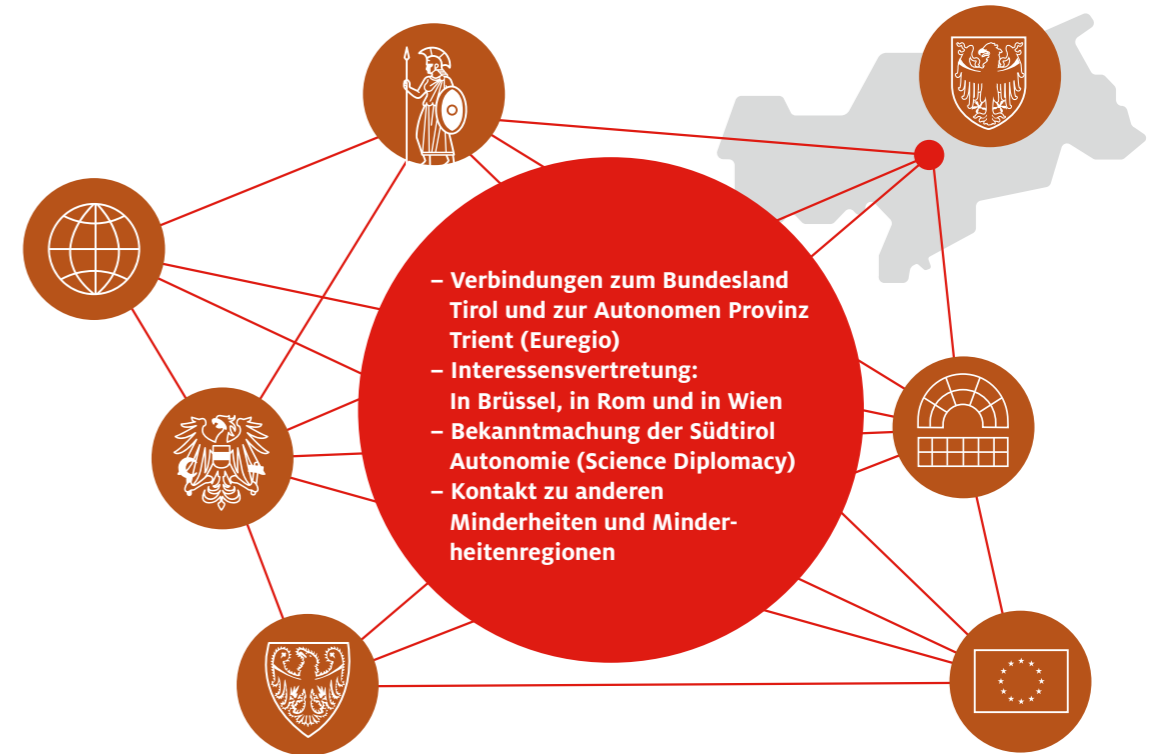 – Verbindungen zum Bundesland
Tirol und zur Autonomen Provinz
Trient (Euregio)
– Interessensvertretung:
In Brüssel, in Rom und in Wien
– Bekanntmachung der Südtirol
Autonomie (Science Diplomacy)
– Kontakt zu anderen
Minderheiten und Minder-
heitenregionen